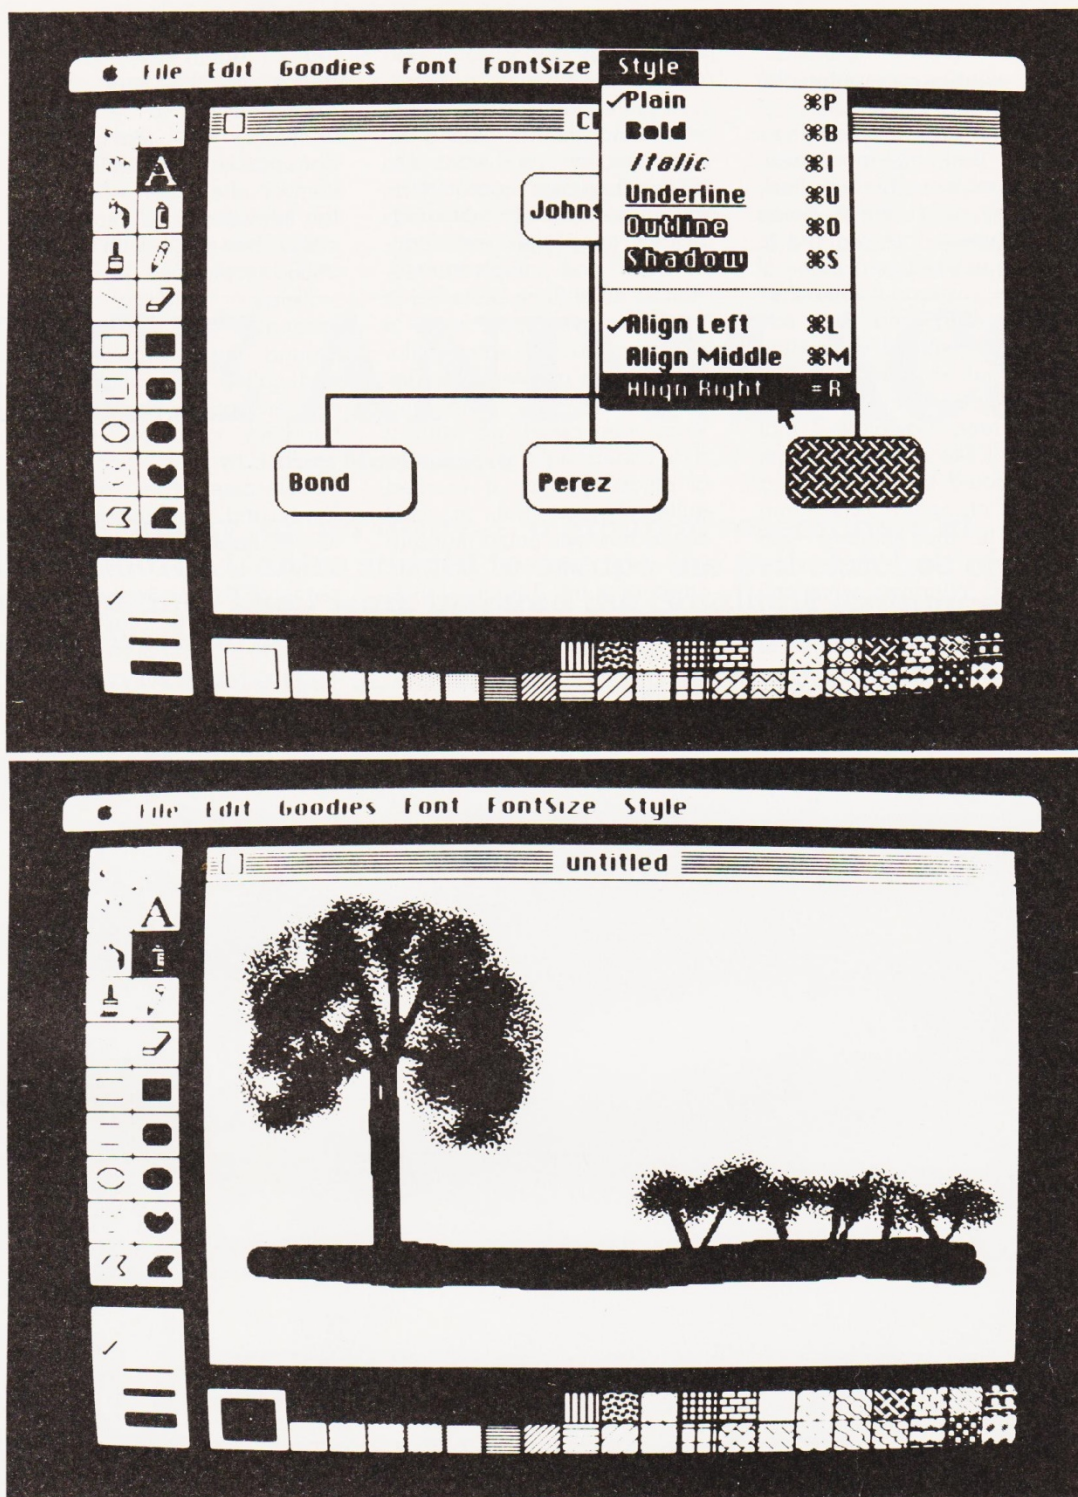 File Edit Goodies Font FontSize Style
Plain ⌘P
Bold ⌘B
Italic ⌘I
Underline ⌘U
Outline ⌘O
Shadow ⌘S
Align Left ⌘L
Align Middle ⌘M
Align Right =R
A
Johns
Bond
Perez
File Edit Goodies Font FontSize Style
untitled
A